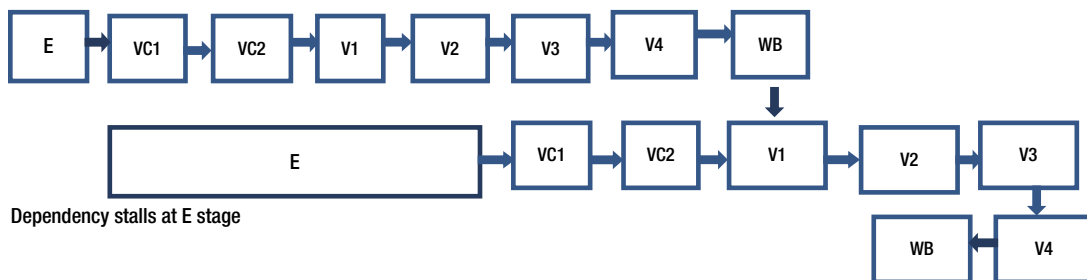 E VC1 VC2 V1 V2 V3 V4 WB
E VC1 VC2 V1 V2 V3
Dependency stalls at E stage
WB V4